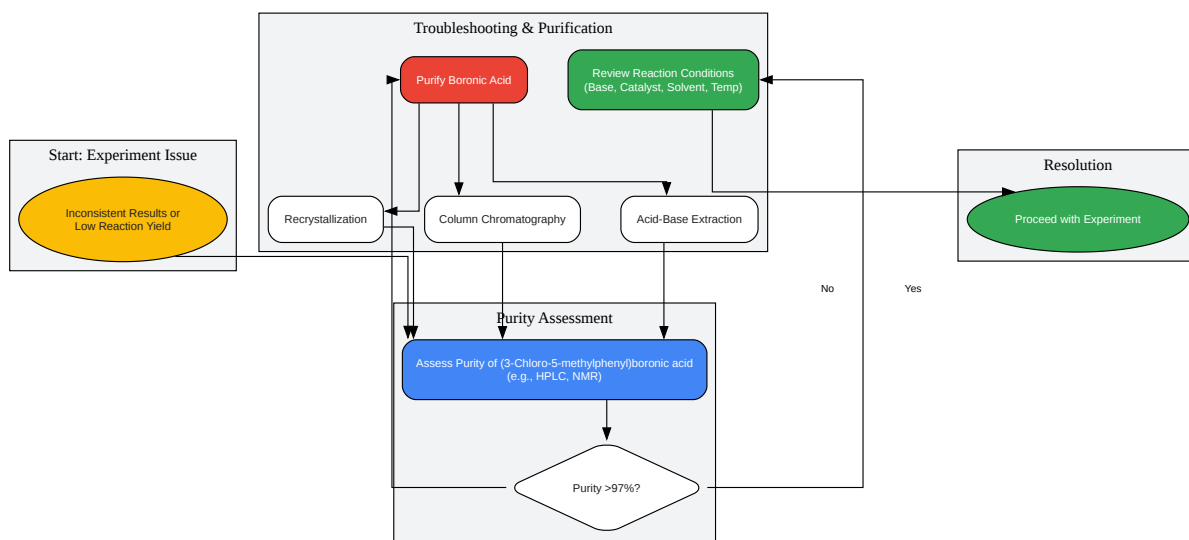 Troubleshooting & Purification
Purify Boronic Acid
Review Reaction Conditions
(Base, Catalyst, Solvent, Temp)
Start: Experiment Issue
Inconsistent Results or
Low Reaction Yield
Recrystallization
Column Chromatography
Acid-Base Extraction
Resolution
Proceed with Experiment
No
Yes
Purity Assessment
Assess Purity of (3-Chloro-5-methylphenyl)boronic acid
(e.g., HPLC, NMR)
Purity >97%?